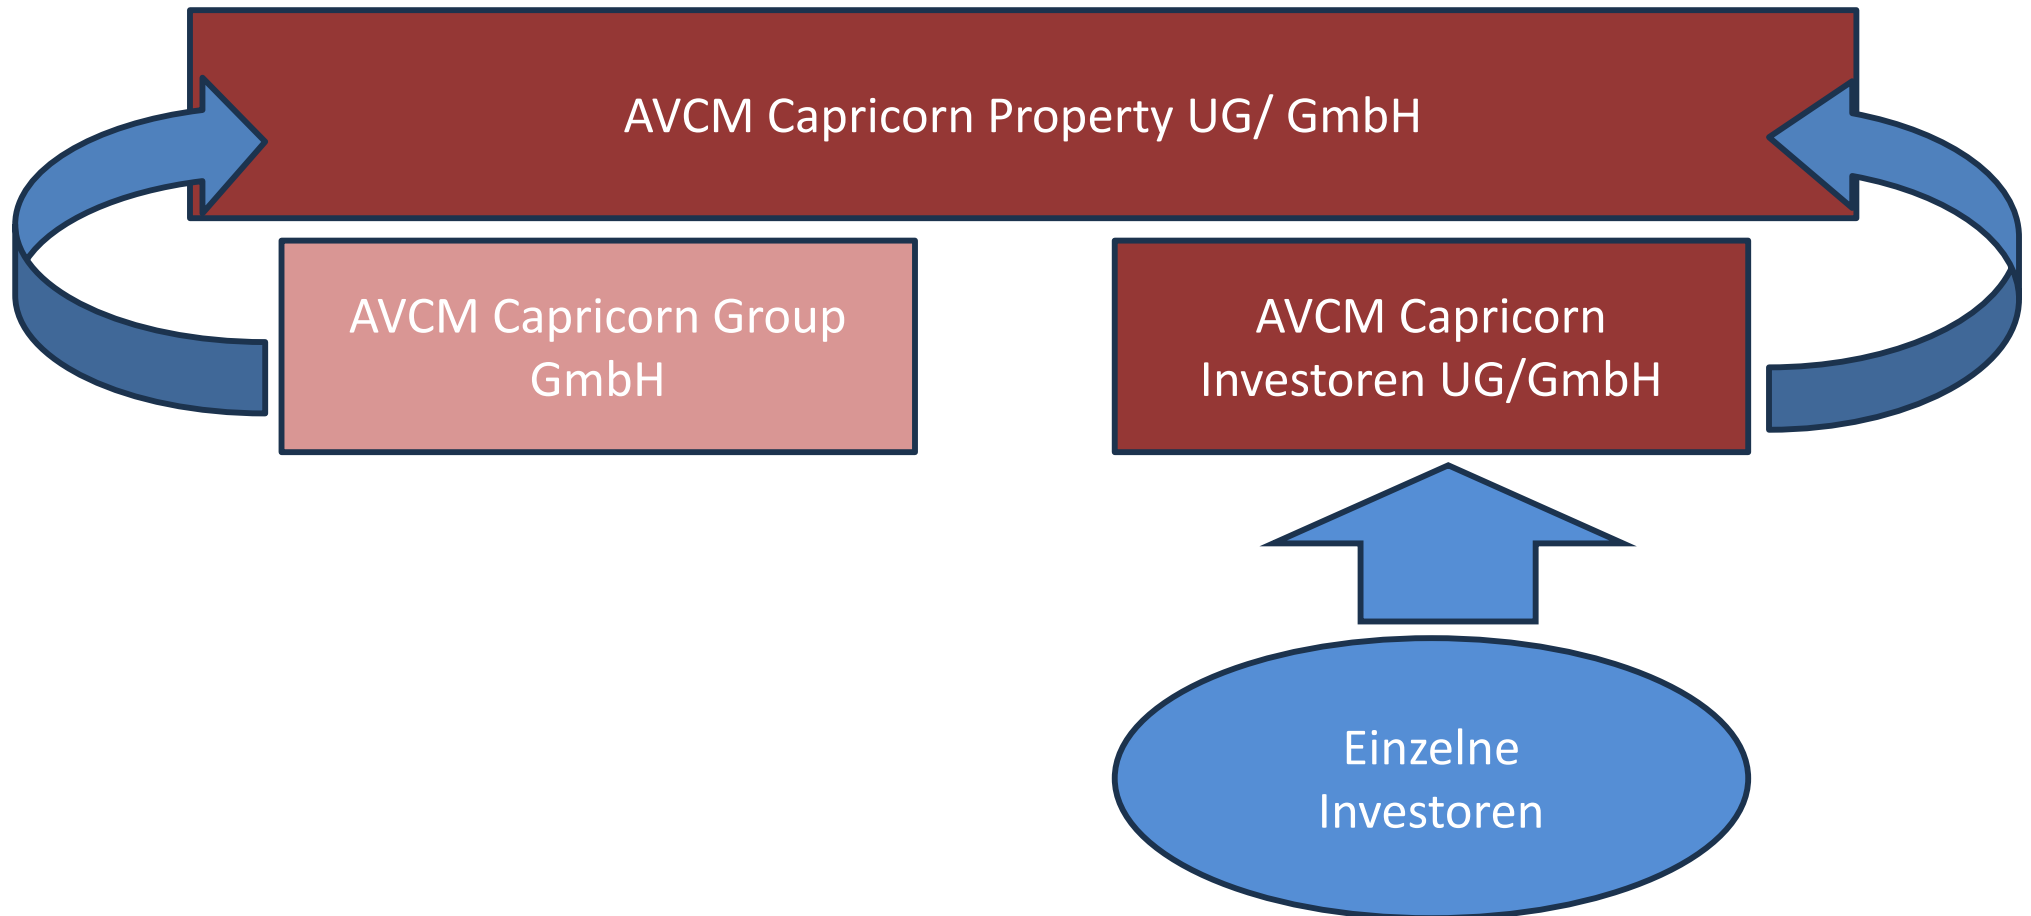 AVCM Capricorn Property UG/ GmbH
AVCM Capricorn Group
GmbH
AVCM Capricorn
Investoren UG/GmbH
Einzelne
Investoren